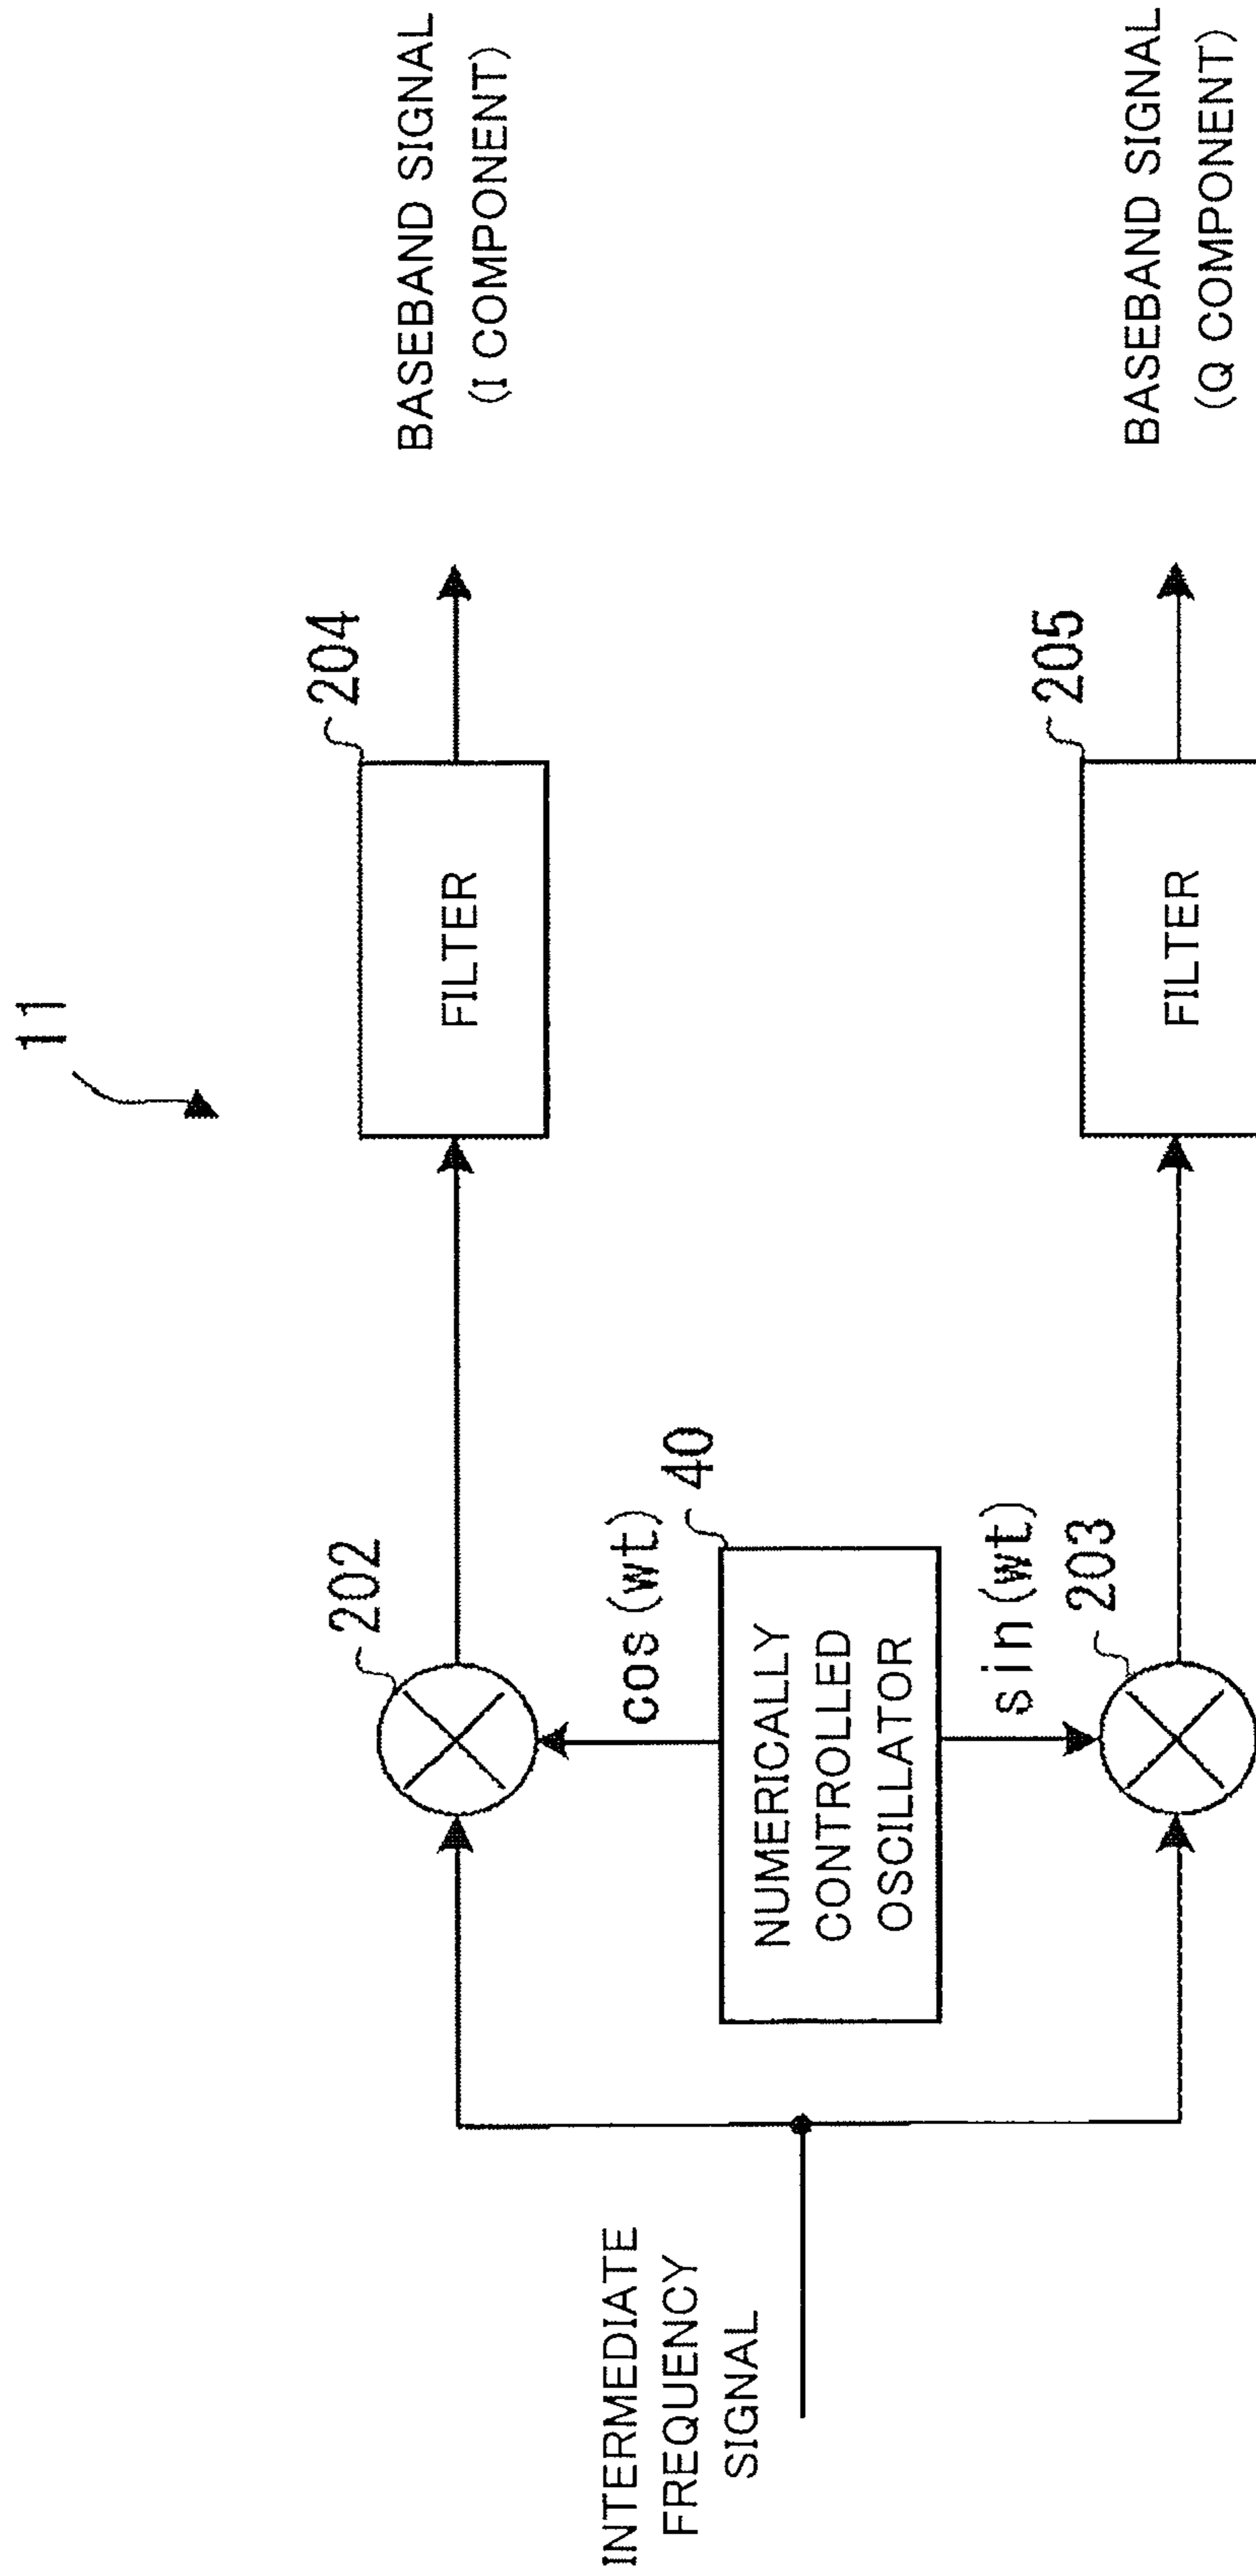 11
INTERMEDIATE
FREQUENCY
SIGNAL
202
cos (wt)
40
NUMERICALLY
CONTROLLED
OSCILLATOR
sin (wt)
203
204
FILTER
205
FILTER
BASEBAND SIGNAL
(I COMPONENT)
BASEBAND SIGNAL
(Q COMPONENT)